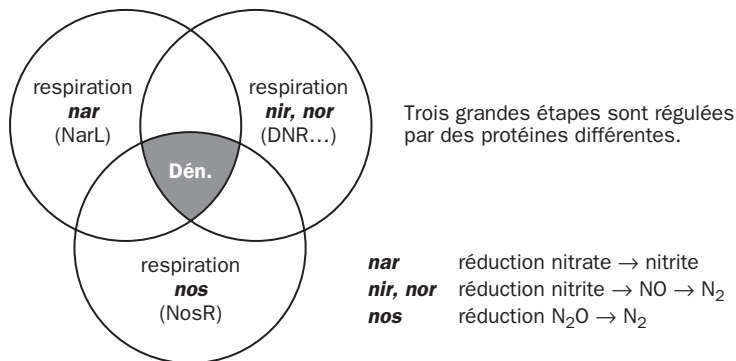 respiration
nar
(NarL)
respiration
nir, nor
(DNR...)
Trois grandes étapes sont régulées
par des protéines différentes.
Dén.
respiration
nos
(NosR)
nar réduction nitrate → nitrite
nir, nor réduction nitrite → NO → N₂
nos réduction N₂O → N₂